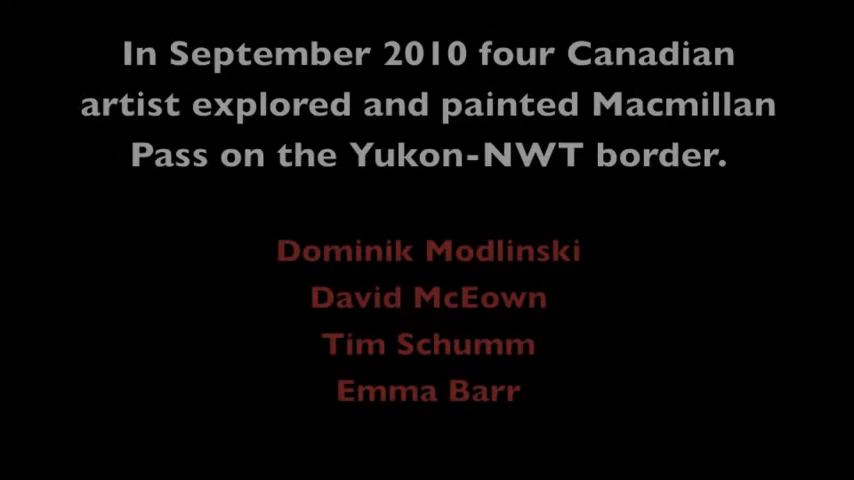 In September 2010 four Canadian
artist explored and painted Macmillan
Pass on the Yukon-NWT border.
Dominik Modlinski
David McEown
Tim Schumm
Emma Barr